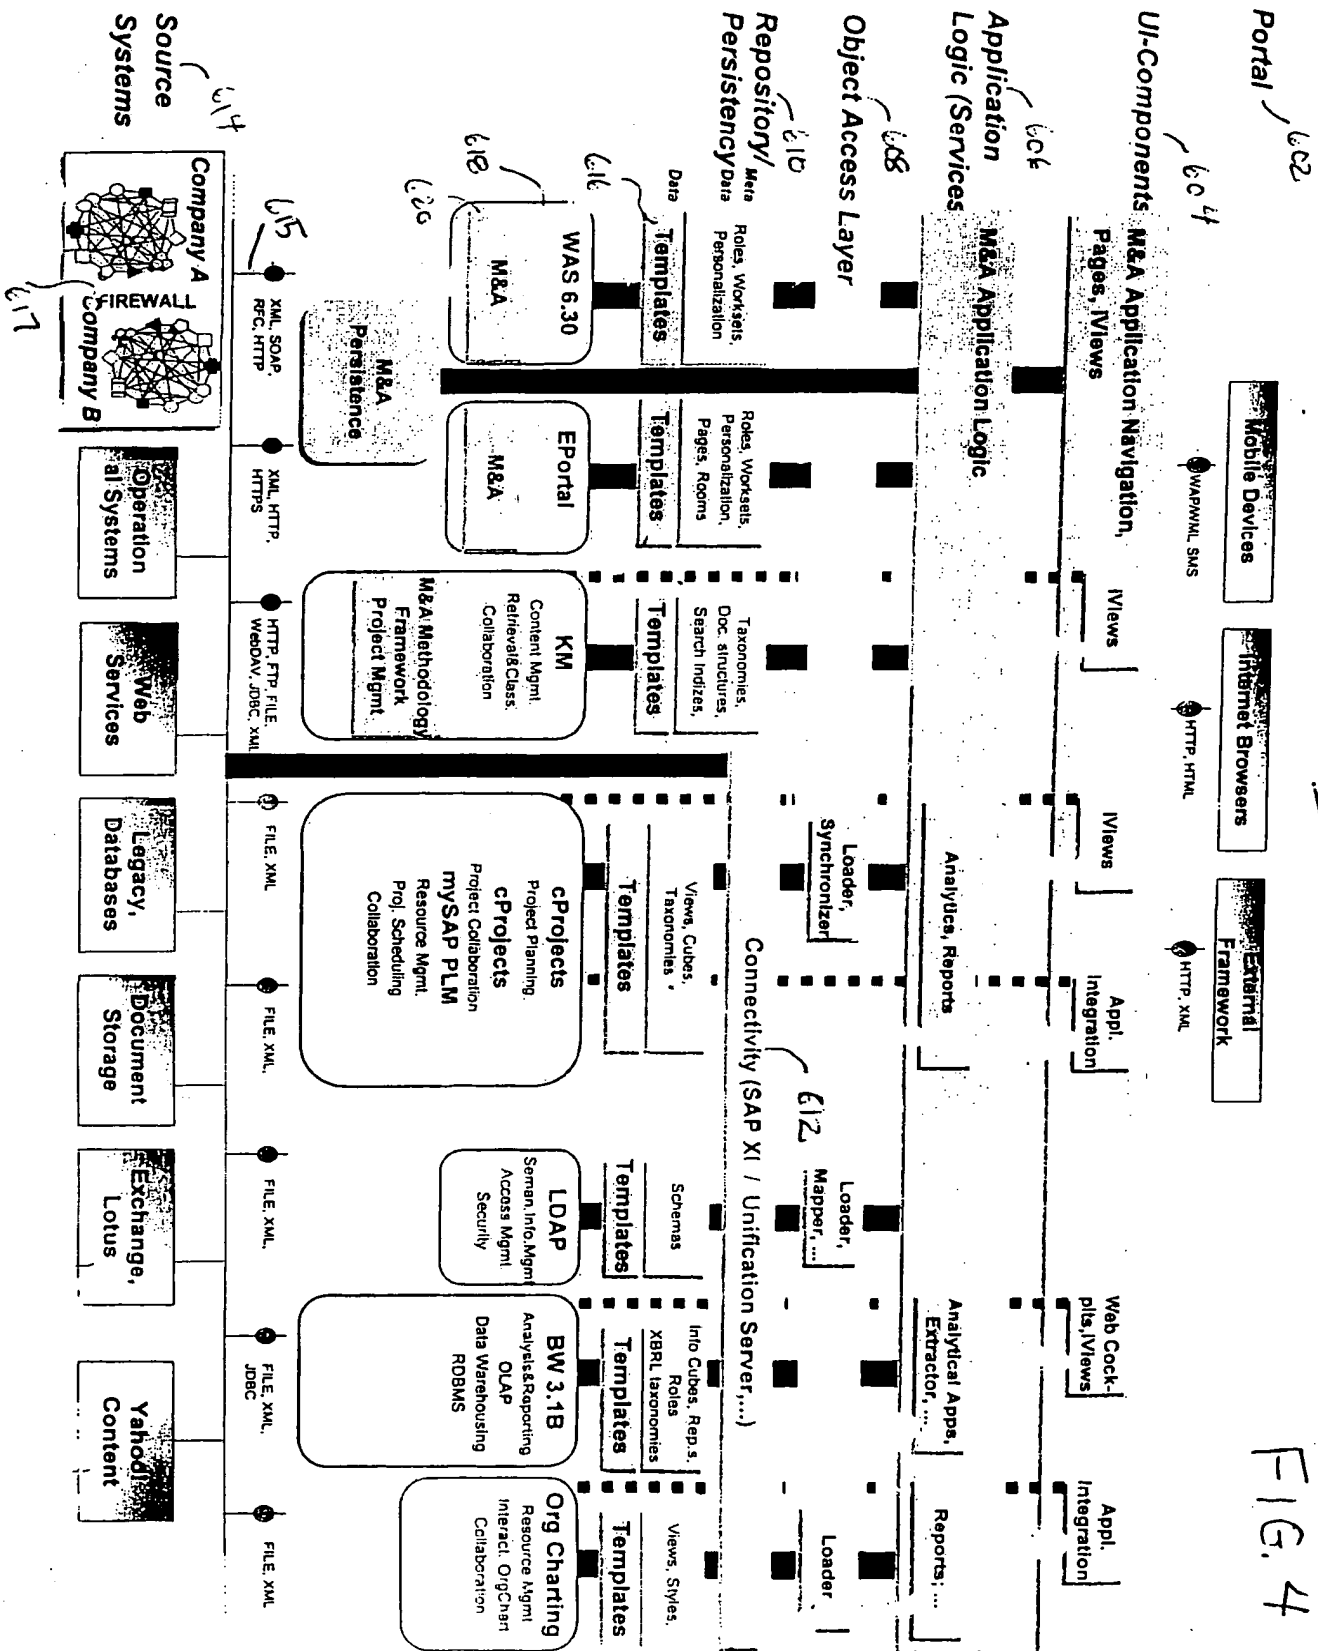 FIG. 4
Portal
602
Mobile Devices
Internet Browsers
External
Framework
WAP/WML, SMS
HTTP, HTML
HTTP, XML
UI-Components
604
M&A Application Navigation,
Pages, IViews
IViews
IViews
Appl.
Integration
Web Cock-
pits,IViews
Appl.
Integration
Application
Logic (Services
606
M&A Application Logic
Analytics, Reports
Analytical Apps,
Extractor, ...
Reports; ...
Object Access Layer
608
Loader,
Synchronizer
Loader,
Mapper, ...
Loader
Repository/
Persistency
610
Meta
Data
Data
612
Connectivity (SAP XI / Unification Server,...)
Roles, Worksets,
Personalization
Roles, Worksets,
Personalization,
Pages, Rooms
Taxonomies,
Doc. structures,
Search Indizes,
Views, Cubes,
Taxonomies
Schemas
Info Cubes, Rep.s.
Roles
XBRL taxonomies
Views, Styles,
616
Templates
Templates
Templates
Templates
Templates
Templates
Templates
618
620
WAS 6.30
M&A
EPortal
M&A
KM
Content Mgmt
Retrieval&Class.
Collaboration
M&A Methodology
Framework
Project Mgmt
cProjects
Project Planning.
cProjects
Project Collaboration
mySAP PLM
Resource Mgmt.
Proj. Scheduling
Collaboration
LDAP
Seman.Info.Mgmt
Access Mgmt
Security
BW 3.1B
Analysis&Raporting
OLAP
Data Warehousing
RDBMS
Org Charting
Resource Mgmt
Interact. OrgChart
Collaboration
M&A
Persistence
615
XML, SOAP,
RFC, HTTP
XML, HTTP,
HTTPS
HTTP, FTP, FILE,
WebDAV, JDBC, XML
FILE, XML
FILE, XML,
FILE, XML,
FILE, XML,
JDBC
FILE, XML
Source
Systems
614
Company A
FIREWALL
Company B
617
Operation
al Systems
Web
Services
Legacy,
Databases
Document
Storage
Exchange,
Lotus
Yahoo!
Content